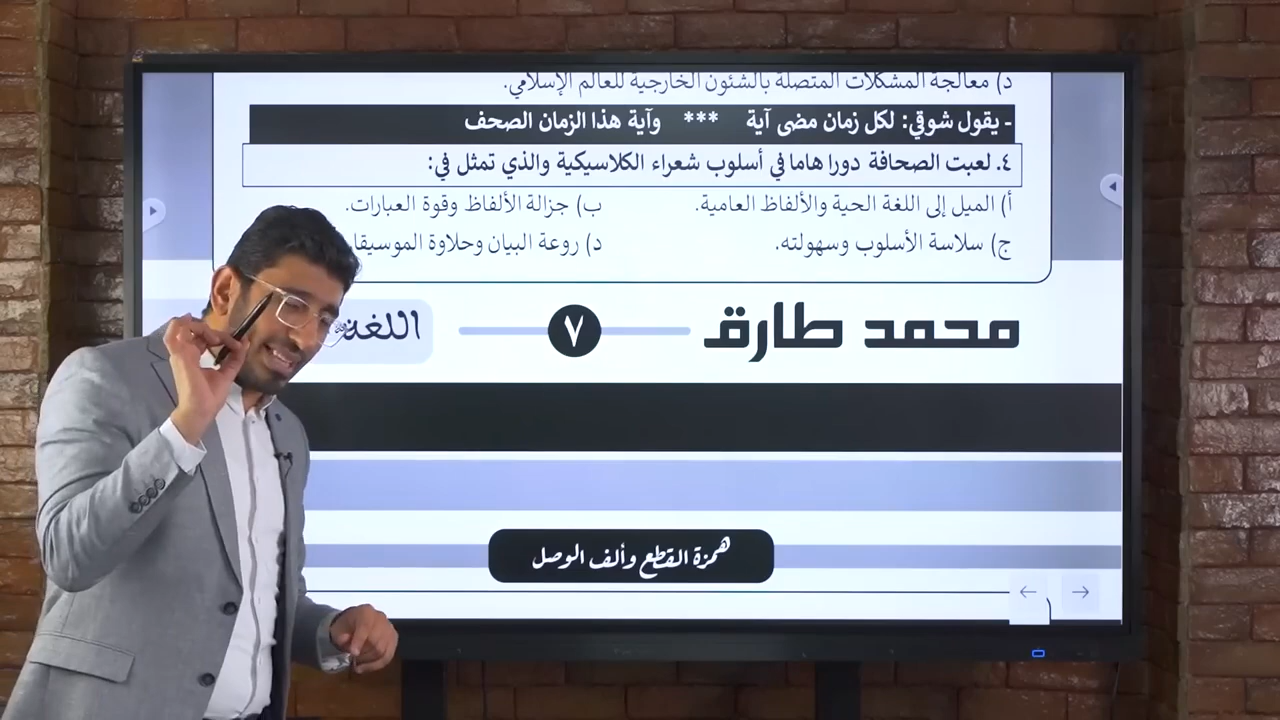 د) معالجة المشكلات المتصلة بالشئون الخارجية للعالم الإسلامي.
- يقول شوقي: لكل زمان مضى آية *** وآية هذا الزمان الصحف
٤. لعبت الصحافة دورا هاما في أسلوب شعراء الكلاسيكية والذي تمثل في:
أ) الميل إلى اللغة الحية والألفاظ العامية. ب) جزالة الألفاظ وقوة العبارات.
ج) سلاسة الأسلوب وسهولته. د) روعة البيان وحلاوة الموسيقا
محمد طارق ٧ اللغة
همزة القطع وألف الوصل